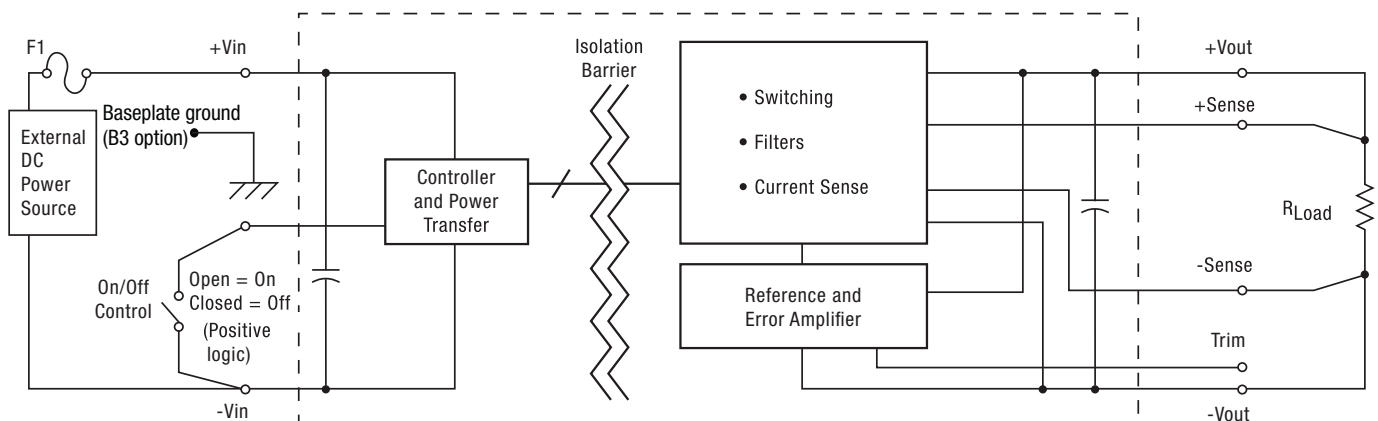 F1
+Vin
Isolation
Barrier
+Vout
Baseplate ground
(B3 option)
• Switching
+Sense
External
DC
Power
Source
• Filters
Controller
and Power
Transfer
• Current Sense
RLoad
On/Off
Control
Open = On
Closed = Off
(Positive
logic)
-Sense
Reference and
Error Amplifier
Trim
-Vin
-Vout